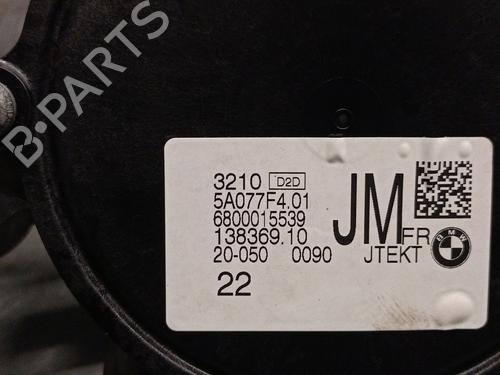 B-PARTS
3210 D2D
5A077F4.01
6800015539
138369.10
20-050 0090
22
JM
FR
BMW
JTEKT